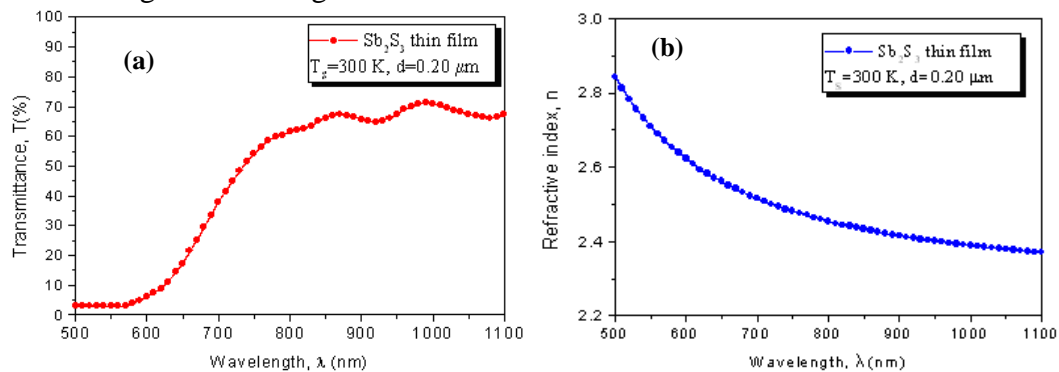 (a)
Sb₂S₃ thin film
Tₛ=300 K, d=0.20 μm
Transmittance, T(%)
100
90
80
70
60
50
40
30
20
10
0
500 600 700 800 900 1000 1100
Wavelength, λ (nm)
(b)
Sb₂S₃ thin film
Tₛ=300 K, d=0.20 μm
Refractive index, n
3.0
2.8
2.6
2.4
2.2
500 600 700 800 900 1000 1100
Wavelength, λ (nm)